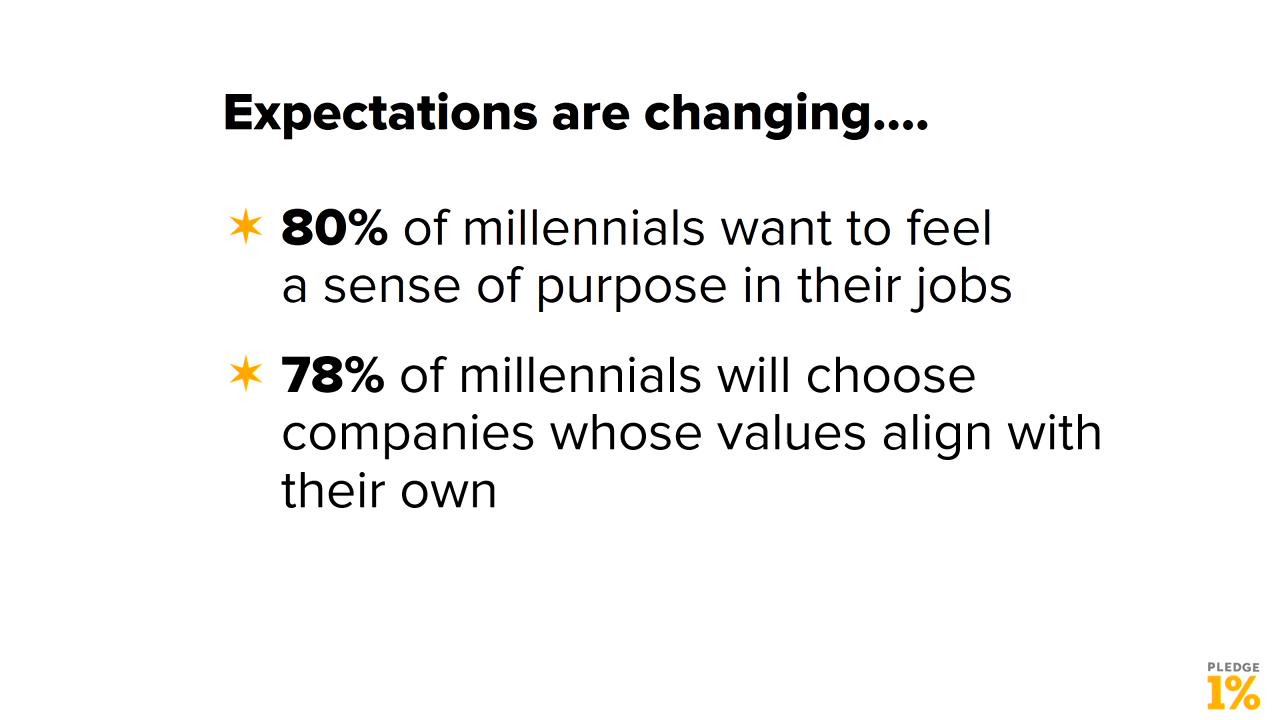 Expectations are changing....
✶ 80% of millennials want to feel
a sense of purpose in their jobs
✶ 78% of millennials will choose
companies whose values align with
their own
PLEDGE
1%